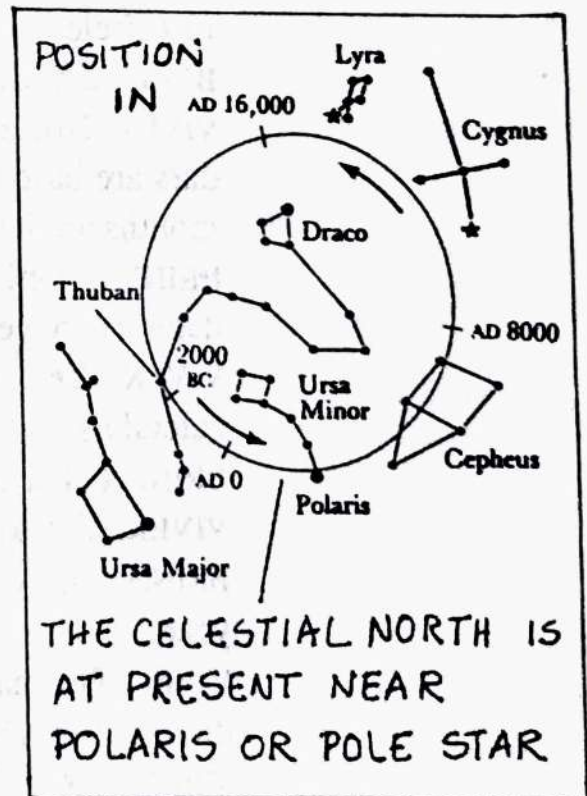 POSITION
IN
Lyra
AD 16,000
Cygnus
Draco
Thuban
AD 8000
2000
BC
Ursa
Minor
Cepheus
AD 0
Polaris
Ursa Major
THE CELESTIAL NORTH IS
AT PRESENT NEAR
POLARIS OR POLE STAR